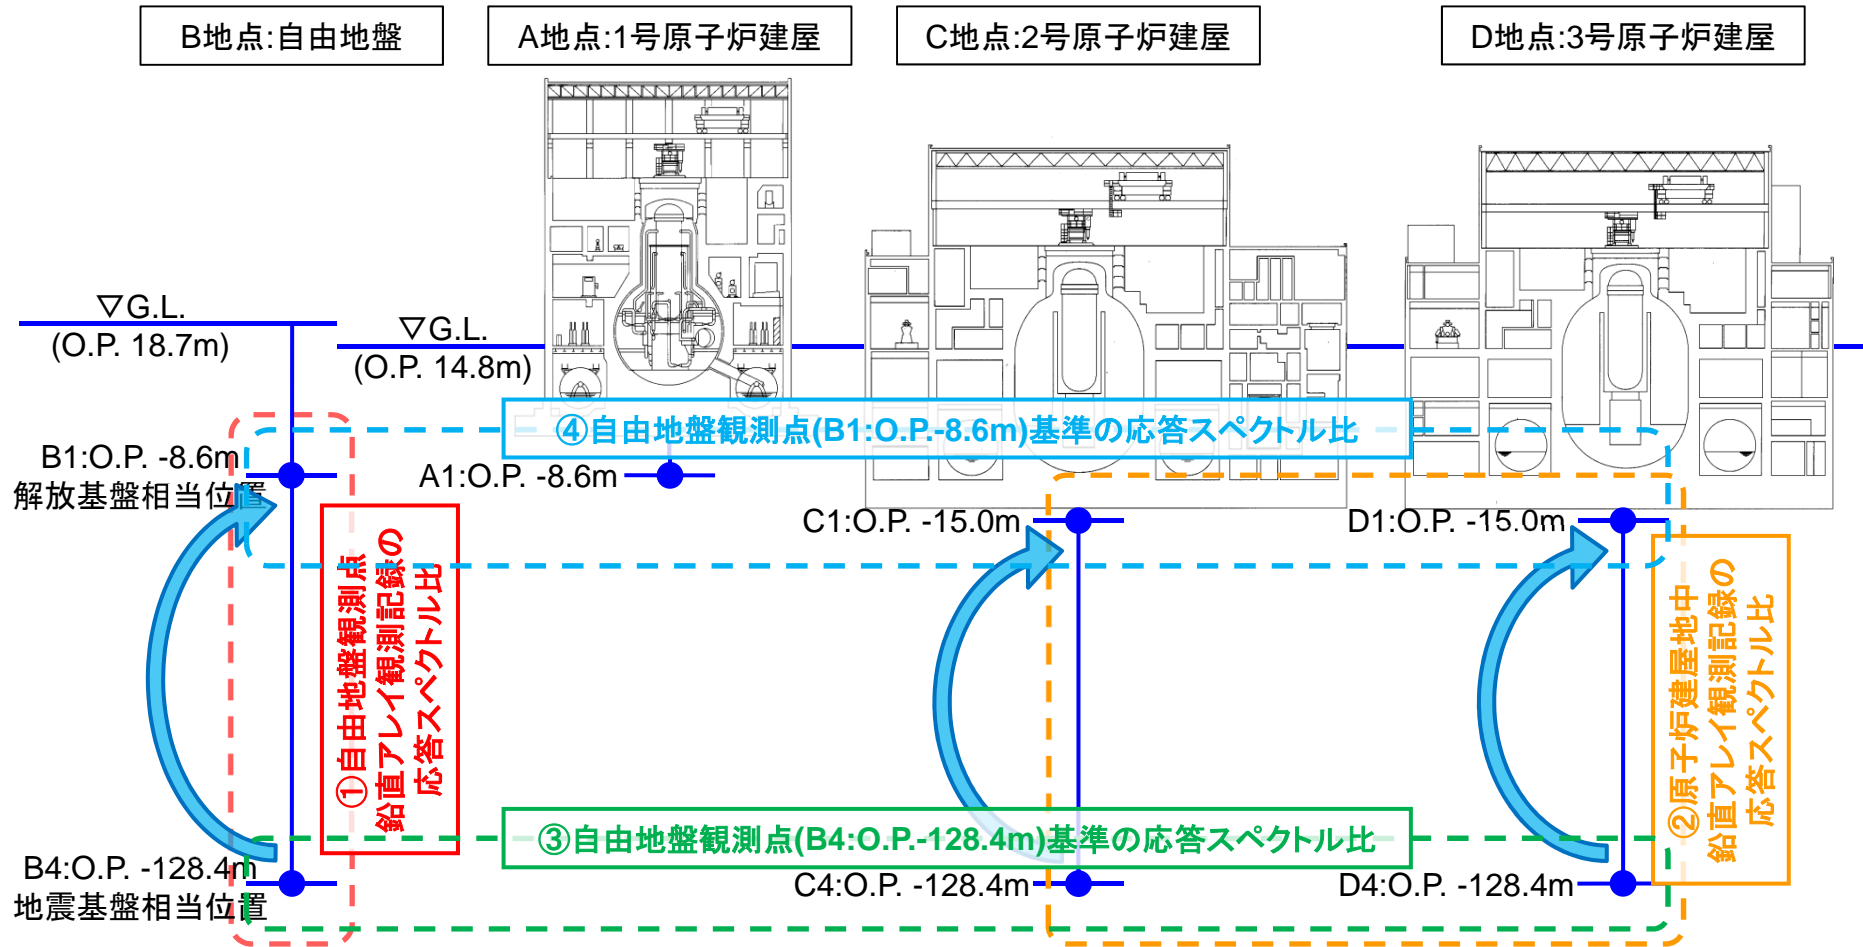 B地点:自由地盤
A地点:1号原子炉建屋
C地点:2号原子炉建屋
D地点:3号原子炉建屋
▽G.L.
(O.P. 18.7m)
▽G.L.
(O.P. 14.8m)
④自由地盤観測点(B1:O.P.-8.6m)基準の応答スペクトル比
B1:O.P. -8.6m
解放基盤相当位置
A1:O.P. -8.6m
C1:O.P. -15.0m
D1:O.P. -15.0m
①自由地盤観測点
鉛直アレイ観測記録の
応答スペクトル比
②原子炉建屋地中
鉛直アレイ観測記録の
応答スペクトル比
③自由地盤観測点(B4:O.P.-128.4m)基準の応答スペクトル比
B4:O.P. -128.4m
地震基盤相当位置
C4:O.P. -128.4m
D4:O.P. -128.4m